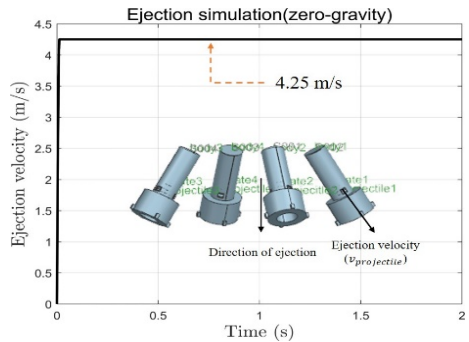 Ejection simulation(zero-gravity)
Ejection velocity (m/s)
4.5
4
3.5
3
2.5
2
1.5
1
0.5
0
4.25 m/s
Direction of ejection
Ejection velocity
(v_projectile)
0
0.5
1
1.5
2
Time (s)